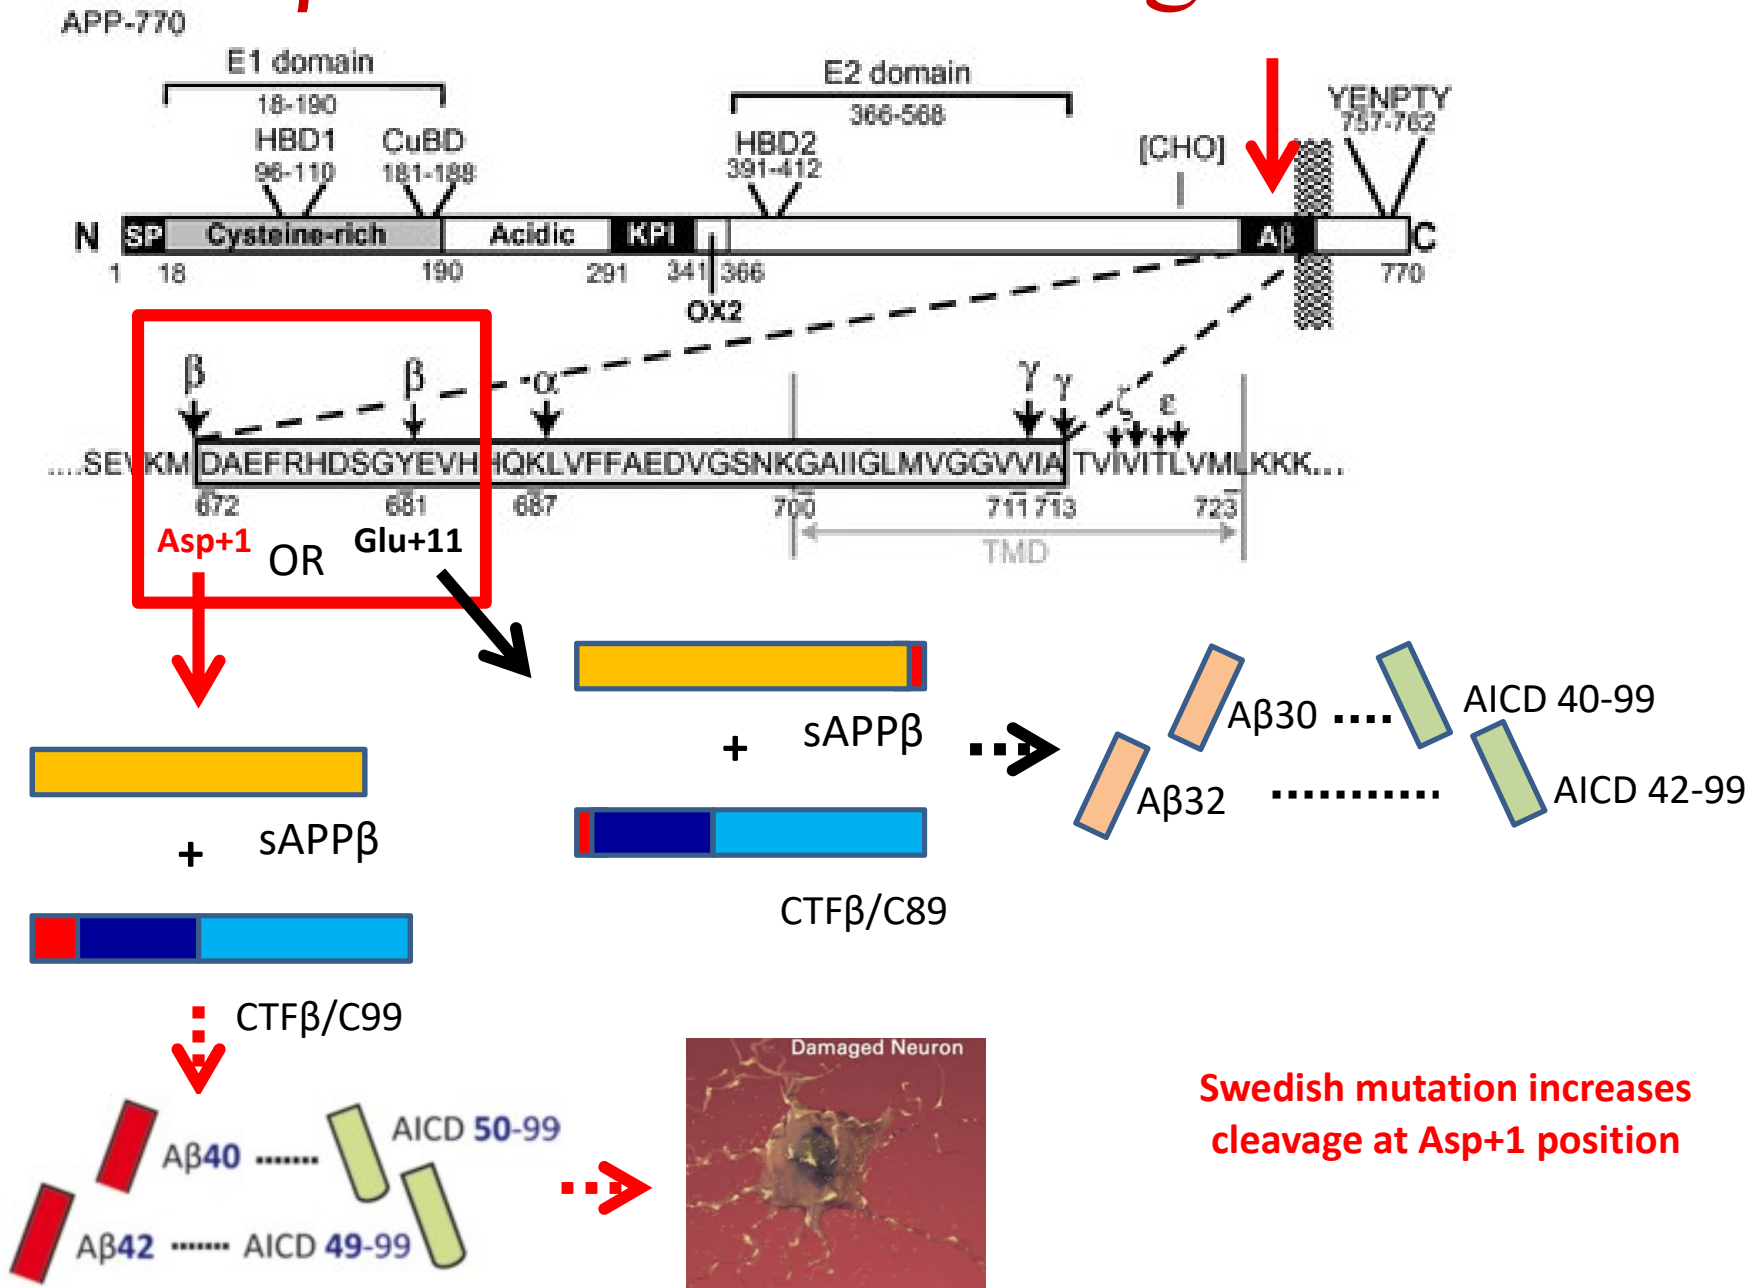 APP-770
E1 domain
18-190
HBD1
96-110
CuBD
181-188
E2 domain
366-568
HBD2
391-412
[CHO]
YENPTY
757-762
N SP Cysteine-rich Acidic KPI Aβ C
1 18 190 291 341 366 770
OX2
β β α γ γ ζ ε
....SEVKM DAEFRHDSGYEVHHQKLVFFAEDVGSNKGAIIGLMVGGVVIA TVIVITLVMLKKK...
672 681 687 700 711 713 723
TMD
Asp+1 OR Glu+11
sAPPβ
+
CTFβ/C89
Aβ30 .... AICD 40-99
Aβ32 ........... AICD 42-99
sAPPβ
+
CTFβ/C99
Aβ40 ....... AICD 50-99
Aβ42 ....... AICD 49-99
Damaged Neuron
Swedish mutation increases
cleavage at Asp+1 position